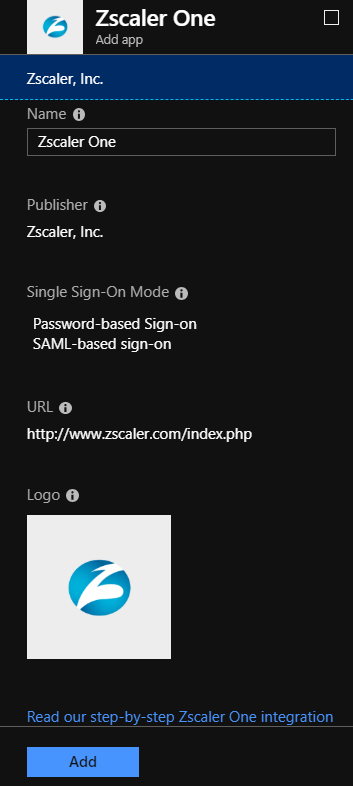 Zscaler One
Add app
Zscaler, Inc.
Name
Zscaler One
Publisher
Zscaler, Inc.
Single Sign-On Mode
Password-based Sign-on
SAML-based sign-on
URL
http://www.zscaler.com/index.php
Logo
Read our step-by-step Zscaler One integration
Add